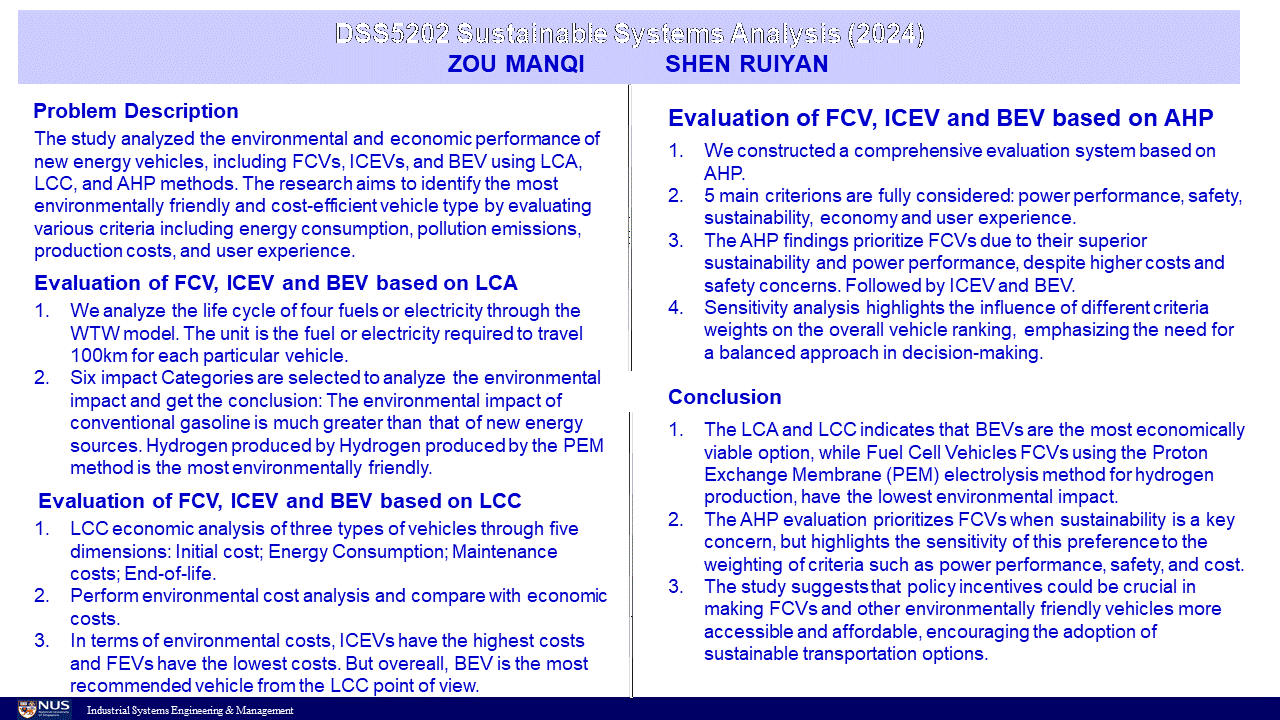 DSS5202 Sustainable Systems Analysis (2024)
ZOU MANQI SHEN RUIYAN
Problem Description
The study analyzed the environmental and economic performance of
new energy vehicles, including FCVs, ICEVs, and BEV using LCA,
LCC, and AHP methods. The research aims to identify the most
environmentally friendly and cost-efficient vehicle type by evaluating
various criteria including energy consumption, pollution emissions,
production costs, and user experience.
Evaluation of FCV, ICEV and BEV based on LCA
1. We analyze the life cycle of four fuels or electricity through the
WTW model. The unit is the fuel or electricity required to travel
100km for each particular vehicle.
2. Six impact Categories are selected to analyze the environmental
impact and get the conclusion: The environmental impact of
conventional gasoline is much greater than that of new energy
sources. Hydrogen produced by Hydrogen produced by the PEM
method is the most environmentally friendly.
Evaluation of FCV, ICEV and BEV based on LCC
1. LCC economic analysis of three types of vehicles through five
dimensions: Initial cost; Energy Consumption; Maintenance
costs; End-of-life.
2. Perform environmental cost analysis and compare with economic
costs.
3. In terms of environmental costs, ICEVs have the highest costs
and FEVs have the lowest costs. But overeall, BEV is the most
recommended vehicle from the LCC point of view.
Evaluation of FCV, ICEV and BEV based on AHP
1. We constructed a comprehensive evaluation system based on
AHP.
2. 5 main criterions are fully considered: power performance, safety,
sustainability, economy and user experience.
3. The AHP findings prioritize FCVs due to their superior
sustainability and power performance, despite higher costs and
safety concerns. Followed by ICEV and BEV.
4. Sensitivity analysis highlights the influence of different criteria
weights on the overall vehicle ranking, emphasizing the need for
a balanced approach in decision-making.
Conclusion
1. The LCA and LCC indicates that BEVs are the most economically
viable option, while Fuel Cell Vehicles FCVs using the Proton
Exchange Membrane (PEM) electrolysis method for hydrogen
production, have the lowest environmental impact.
2. The AHP evaluation prioritizes FCVs when sustainability is a key
concern, but highlights the sensitivity of this preference to the
weighting of criteria such as power performance, safety, and cost.
3. The study suggests that policy incentives could be crucial in
making FCVs and other environmentally friendly vehicles more
accessible and affordable, encouraging the adoption of
sustainable transportation options.
NUS
Industrial Systems Engineering & Management